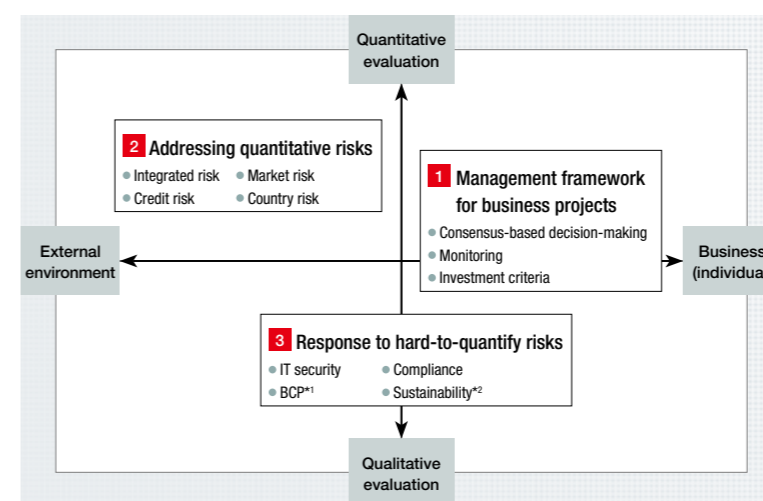 Quantitative
evaluation
2 Addressing quantitative risks
● Integrated risk ● Market risk
● Credit risk ● Country risk
1 Management framework
for business projects
● Consensus-based decision-making
● Monitoring
● Investment criteria
External
environment
Business
(individua
3 Response to hard-to-quantify risks
● IT security ● Compliance
● BCP*1 ● Sustainability*2
Qualitative
evaluation